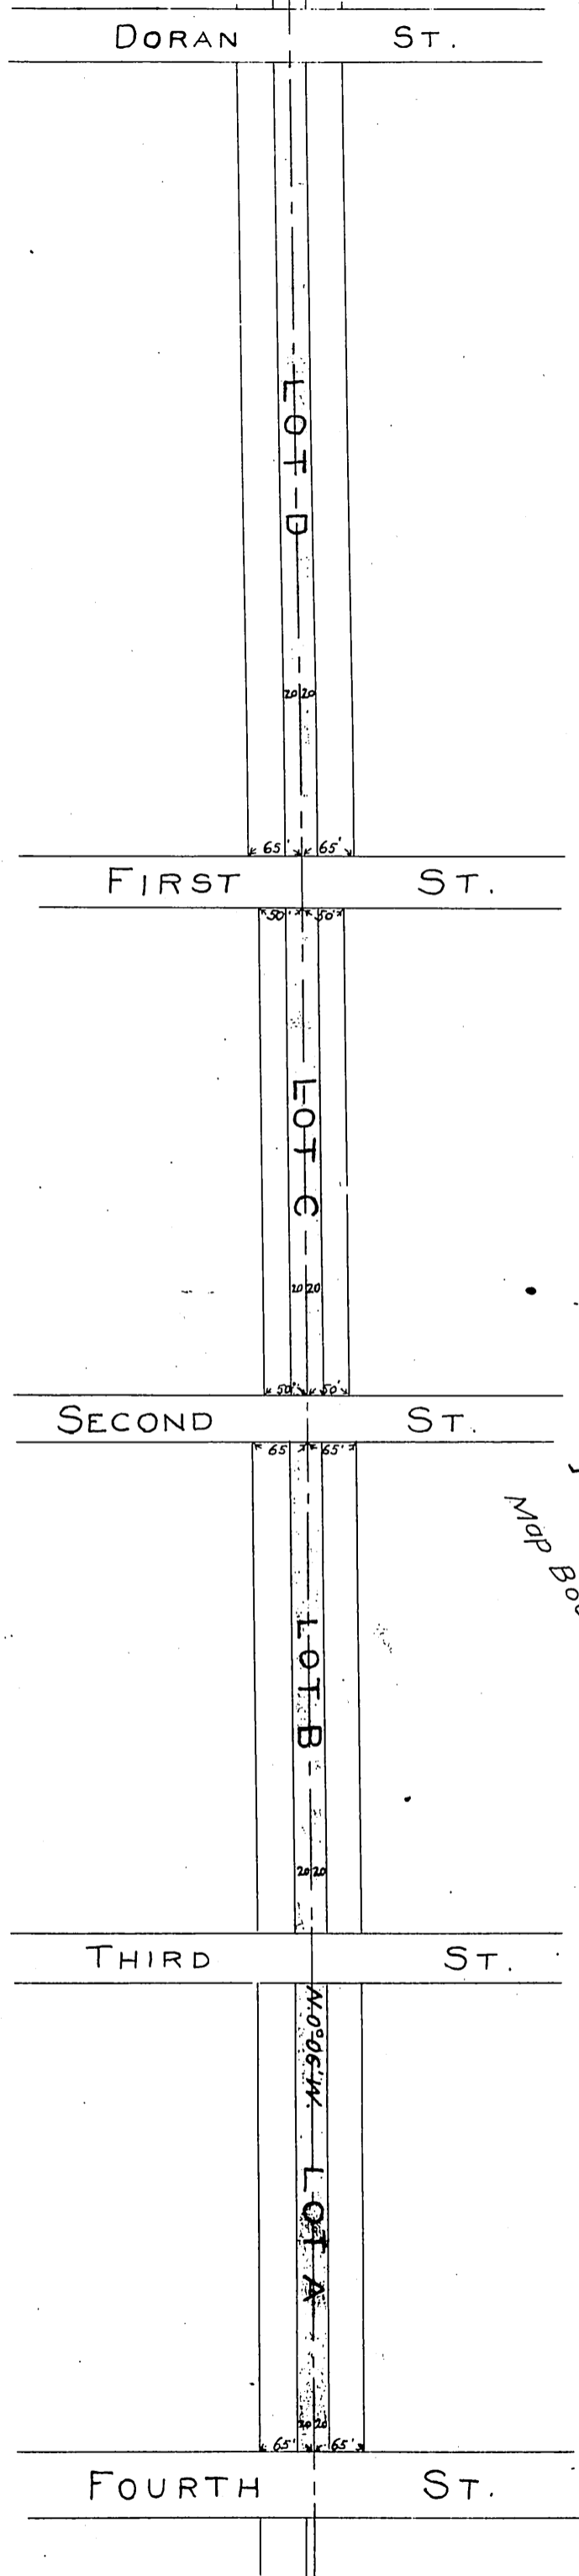 DORAN ST.
LOT D
20 20
65' 65'
FIRST ST.
50' 50'
LOT C
20 20
50' 50'
SECOND ST.
65 65'
Map
LOT B
20 20
THIRD ST.
N.0°06'W.
LOT A
20 20
65' 65'
FOURTH ST.